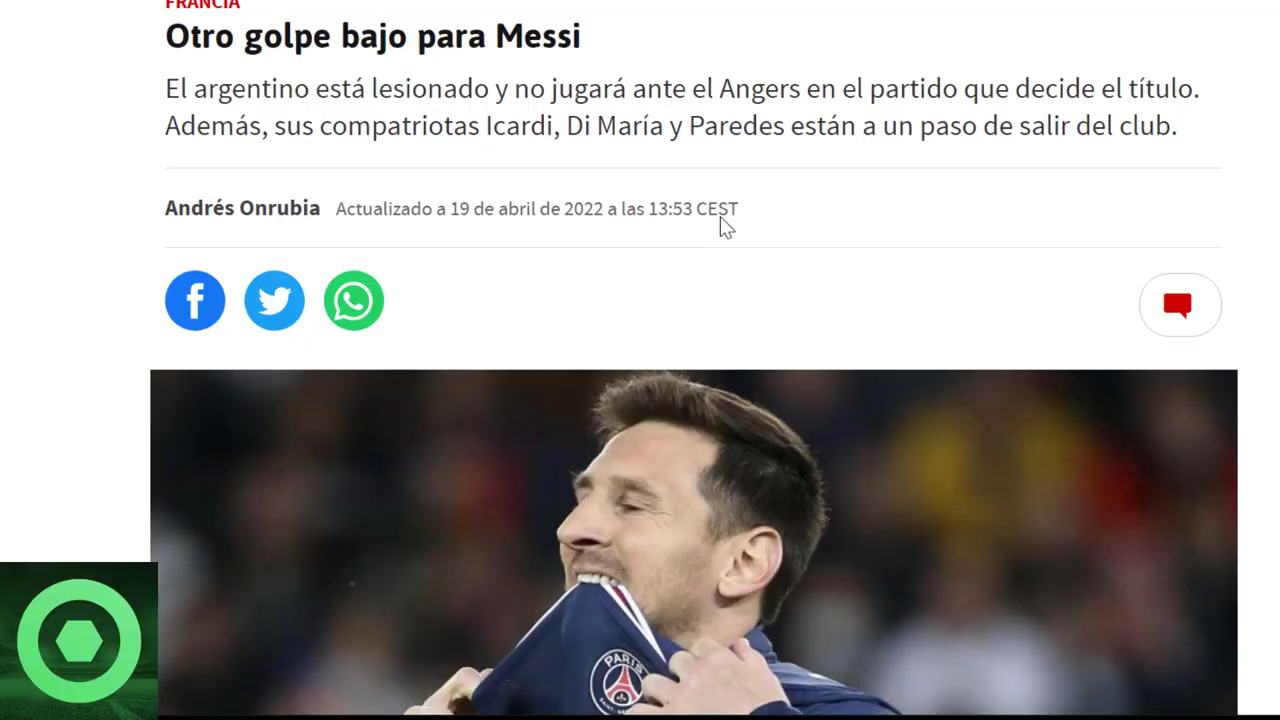 FRANCIA
Otro golpe bajo para Messi
El argentino está lesionado y no jugará ante el Angers en el partido que decide el título.
Además, sus compatriotas Icardi, Di María y Paredes están a un paso de salir del club.
Andrés Onrubia Actualizado a 19 de abril de 2022 a las 13:53 CEST
PARIS